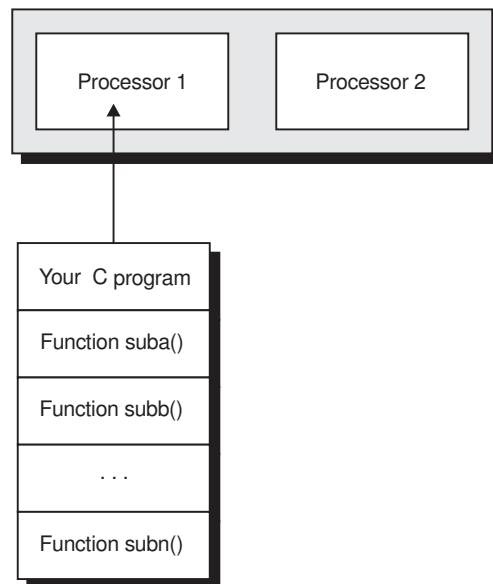 Processor 1
Processor 2
Your C program
Function suba()
Function subb()
. . .
Function subn()